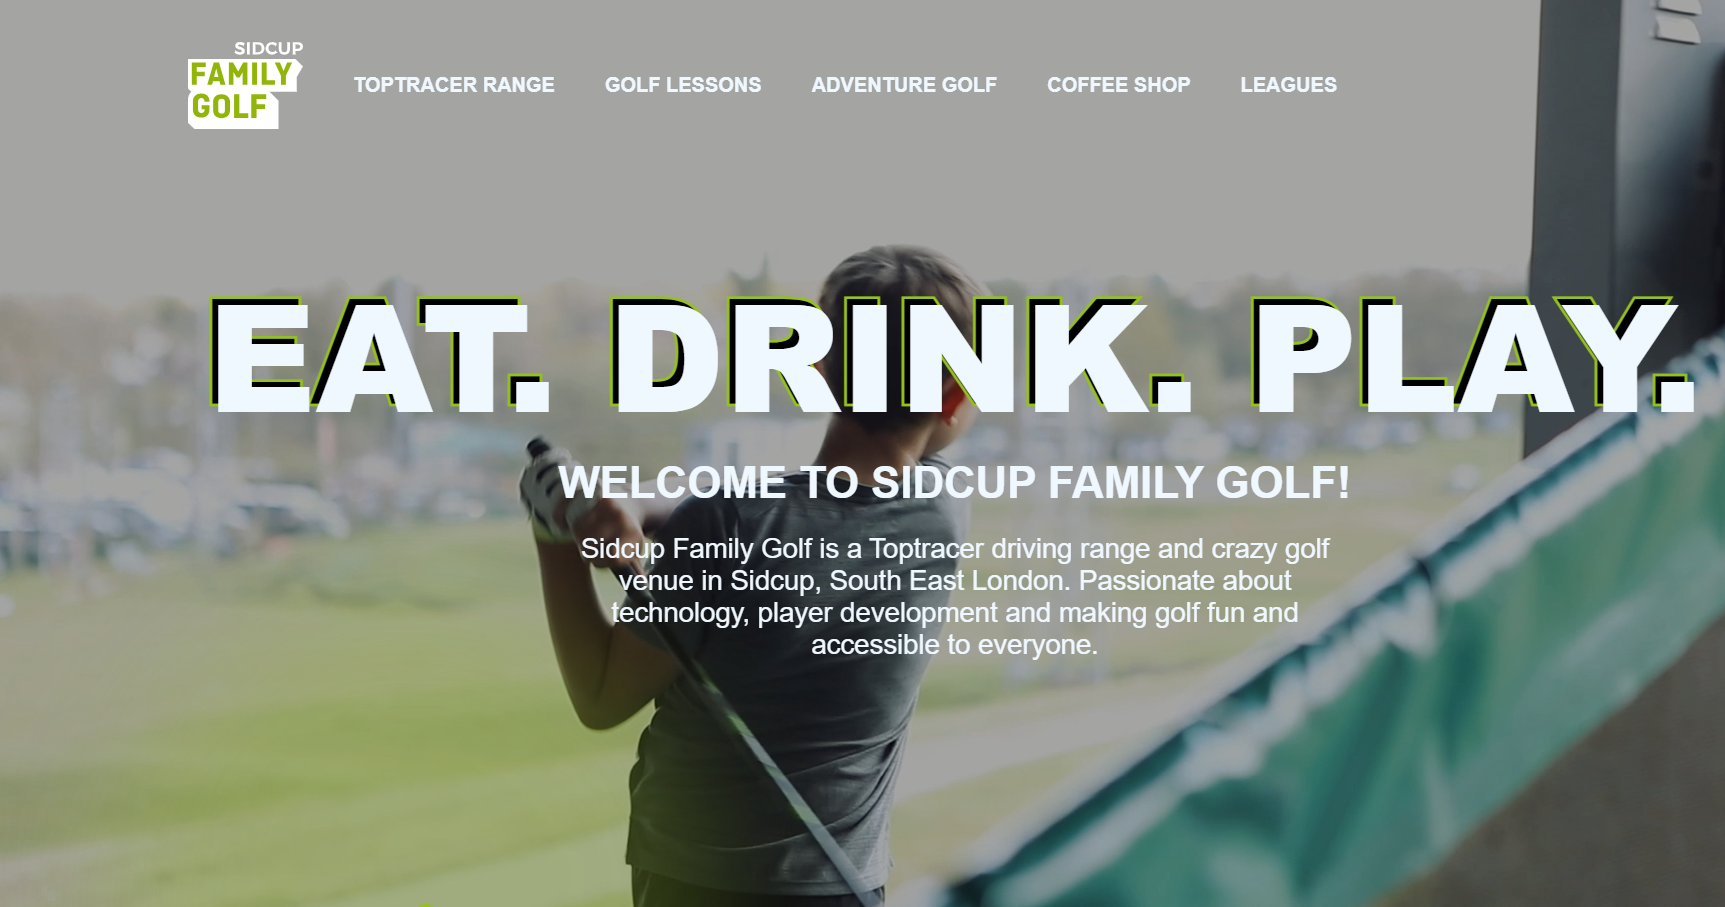 SIDCUP
FAMILY
GOLF
TOPTRACER RANGE GOLF LESSONS ADVENTURE GOLF COFFEE SHOP LEAGUES
EAT. DRINK. PLAY.
WELCOME TO SIDCUP FAMILY GOLF!
Sidcup Family Golf is a Toptracer driving range and crazy golf
venue in Sidcup, South East London. Passionate about
technology, player development and making golf fun and
accessible to everyone.